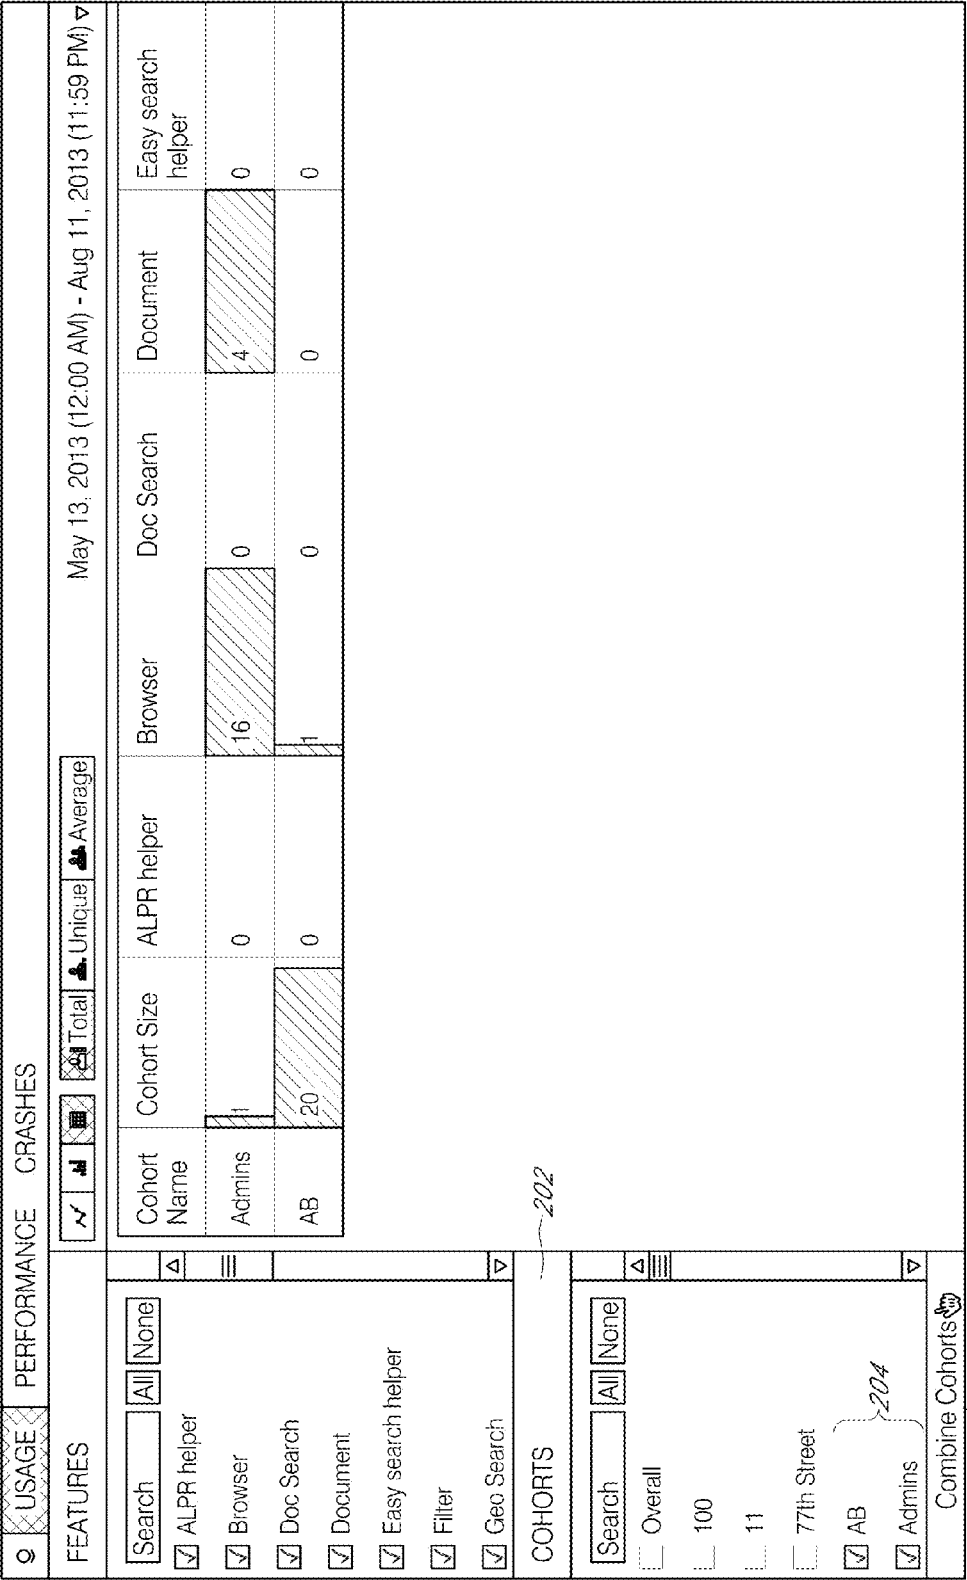 USAGE PERFORMANCE CRASHES
FEATURES
Total Unique Average
May 13, 2013 (12:00 AM) - Aug 11, 2013 (11:59 PM)
Search All None
ALPR helper
Browser
Doc Search
Document
Easy search helper
Filter
Geo Search
COHORTS
202
Search All None
Overall
100
11
77th Street
AB
Admins
204
Combine Cohorts
Cohort Name Cohort Size ALPR helper Browser Doc Search Document Easy search helper
Admins 1 0 16 0 4 0
AB 20 0 1 0 0 0